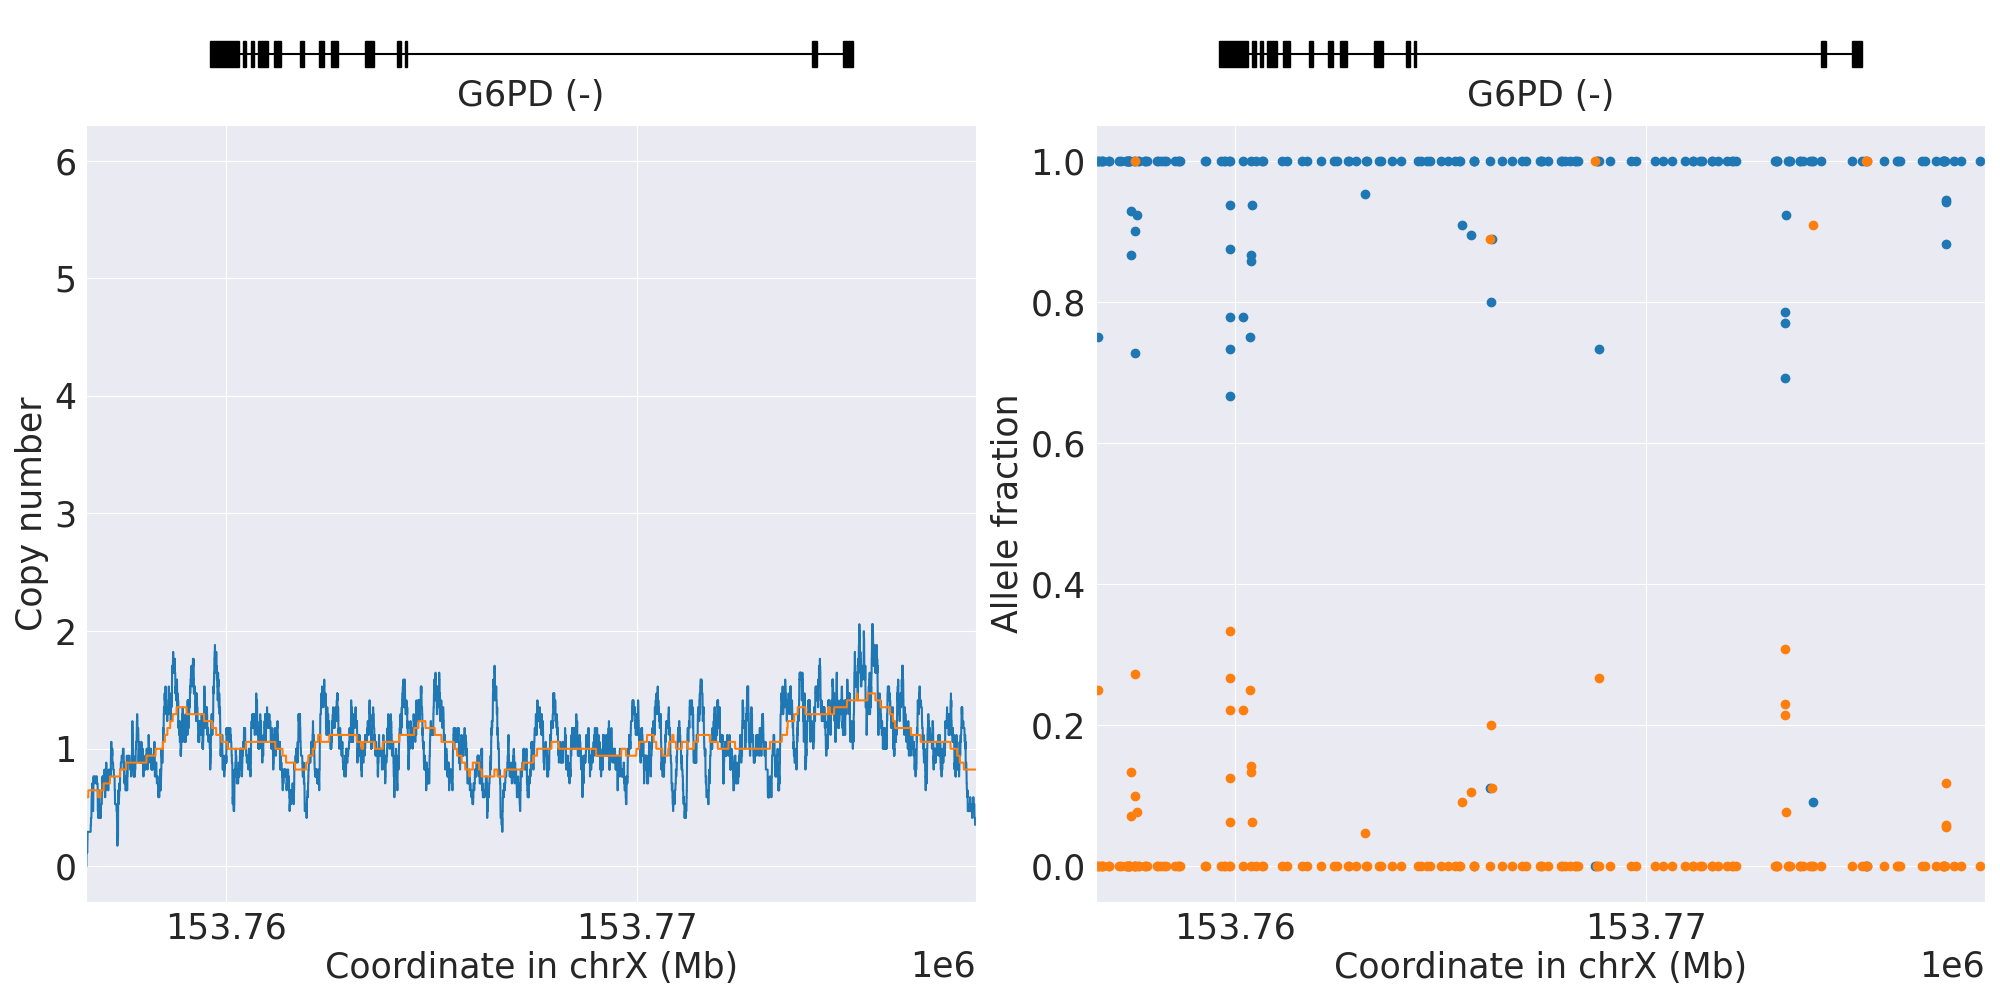 G6PD (-)
6
5
4
3
2
1
0
Copy number
153.76
153.77
Coordinate in chrX (Mb)
1e6
G6PD (-)
1.0
0.8
0.6
0.4
0.2
0.0
Allele fraction
153.76
153.77
Coordinate in chrX (Mb)
1e6